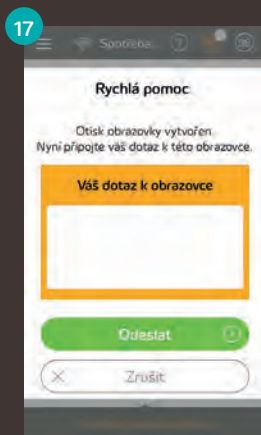 17
Spotřeba...
Rychlá pomoc
Otisk obrazovky vytvořen.
Nyní připojte váš dotaz k této obrazovce.
Váš dotaz k obrazovce
Odeslat
Zrušit